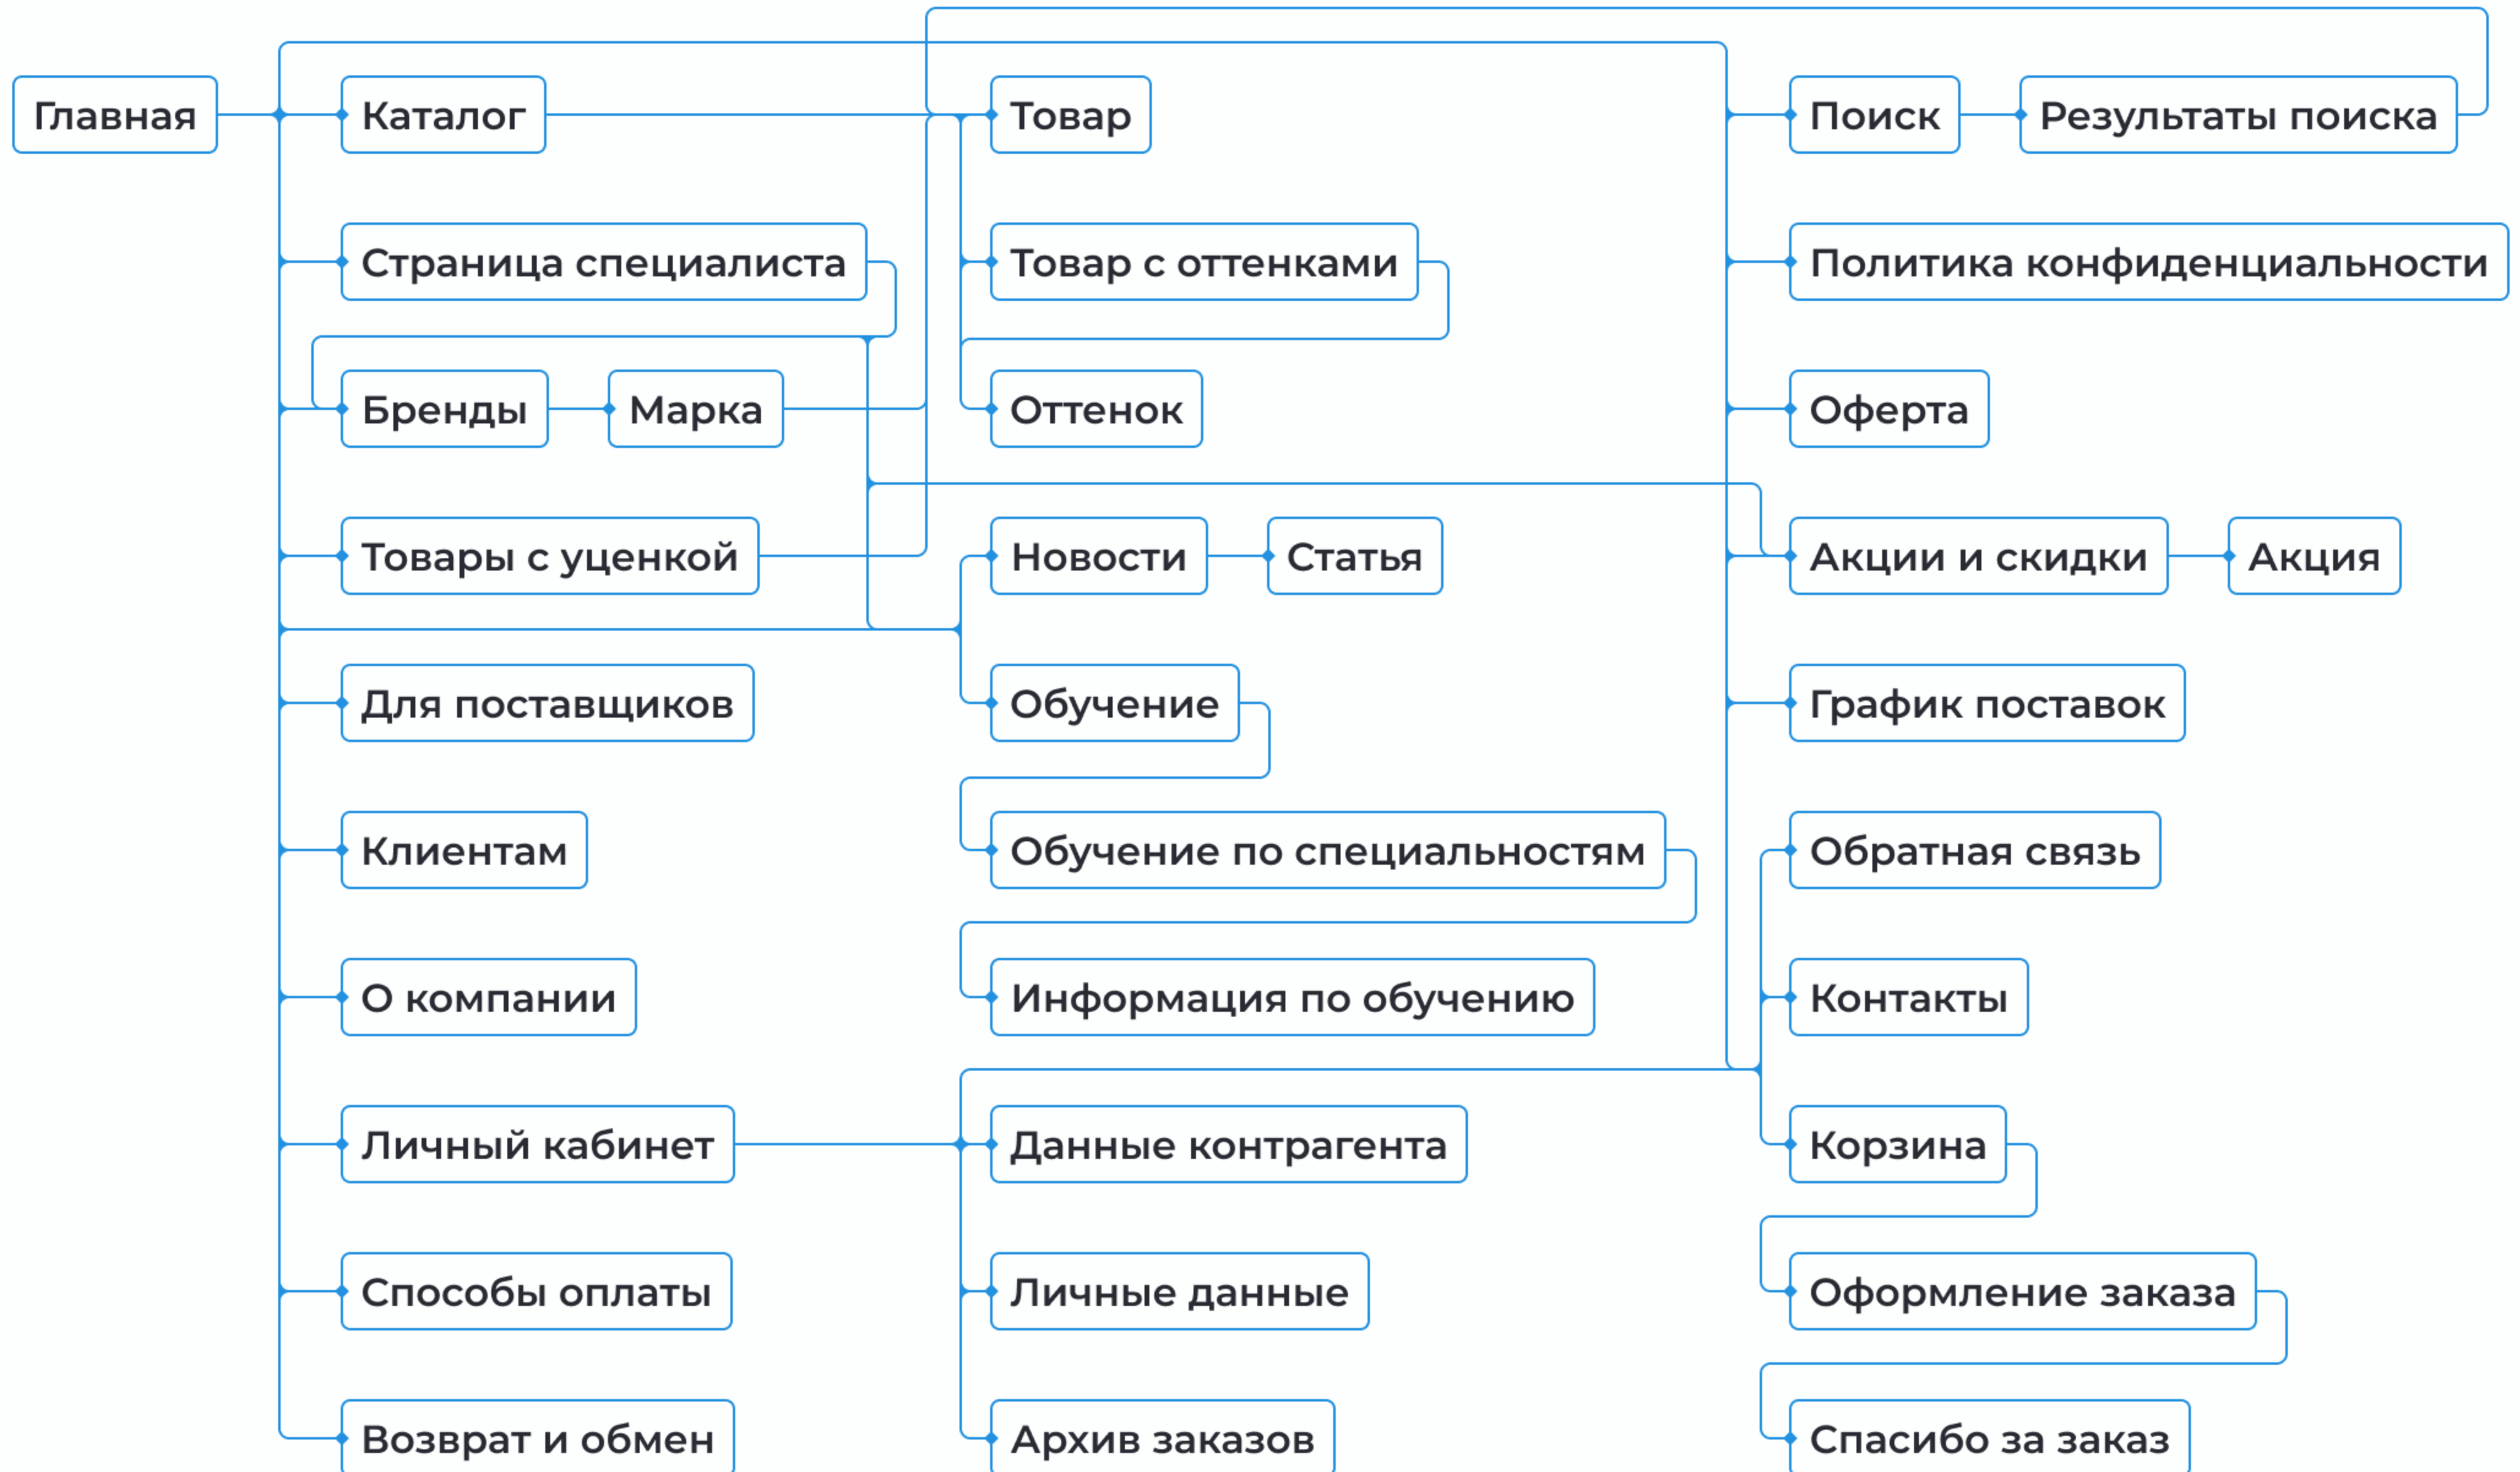 Главная
Каталог
Товар
Поиск
Результаты поиска
Страница специалиста
Товар с оттенками
Политика конфиденциальности
Бренды
Марка
Оттенок
Оферта
Товары с уценкой
Новости
Статья
Акции и скидки
Акция
Для поставщиков
Обучение
График поставок
Клиентам
Обучение по специальностям
Обратная связь
О компании
Информация по обучению
Контакты
Личный кабинет
Данные контрагента
Корзина
Способы оплаты
Личные данные
Оформление заказа
Возврат и обмен
Архив заказов
Спасибо за заказ